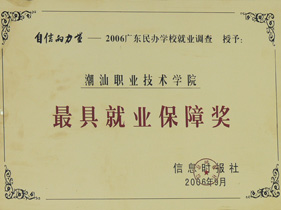 自信的力量——2006广东民办学校就业调查 授予：
潮汕职业技术学院
最具就业保障奖
信息时报社
2006年9月